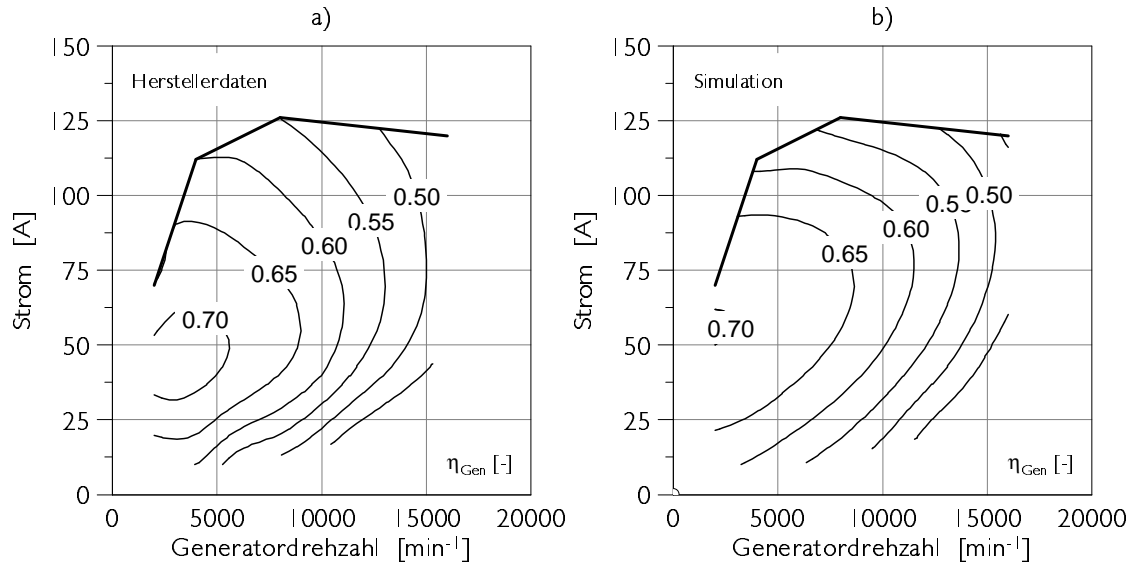 a)
150
125
100
75
50
25
0
Strom [A]
Herstellerdaten
0.50
0.55
0.60
0.65
0.70
ηGen [-]
0 5000 10000 15000 20000
Generatordrehzahl [min-1]
b)
150
125
100
75
50
25
0
Strom [A]
Simulation
0.50
0.60
0.65
0.70
ηGen [-]
0 5000 10000 15000 20000
Generatordrehzahl [min-1]